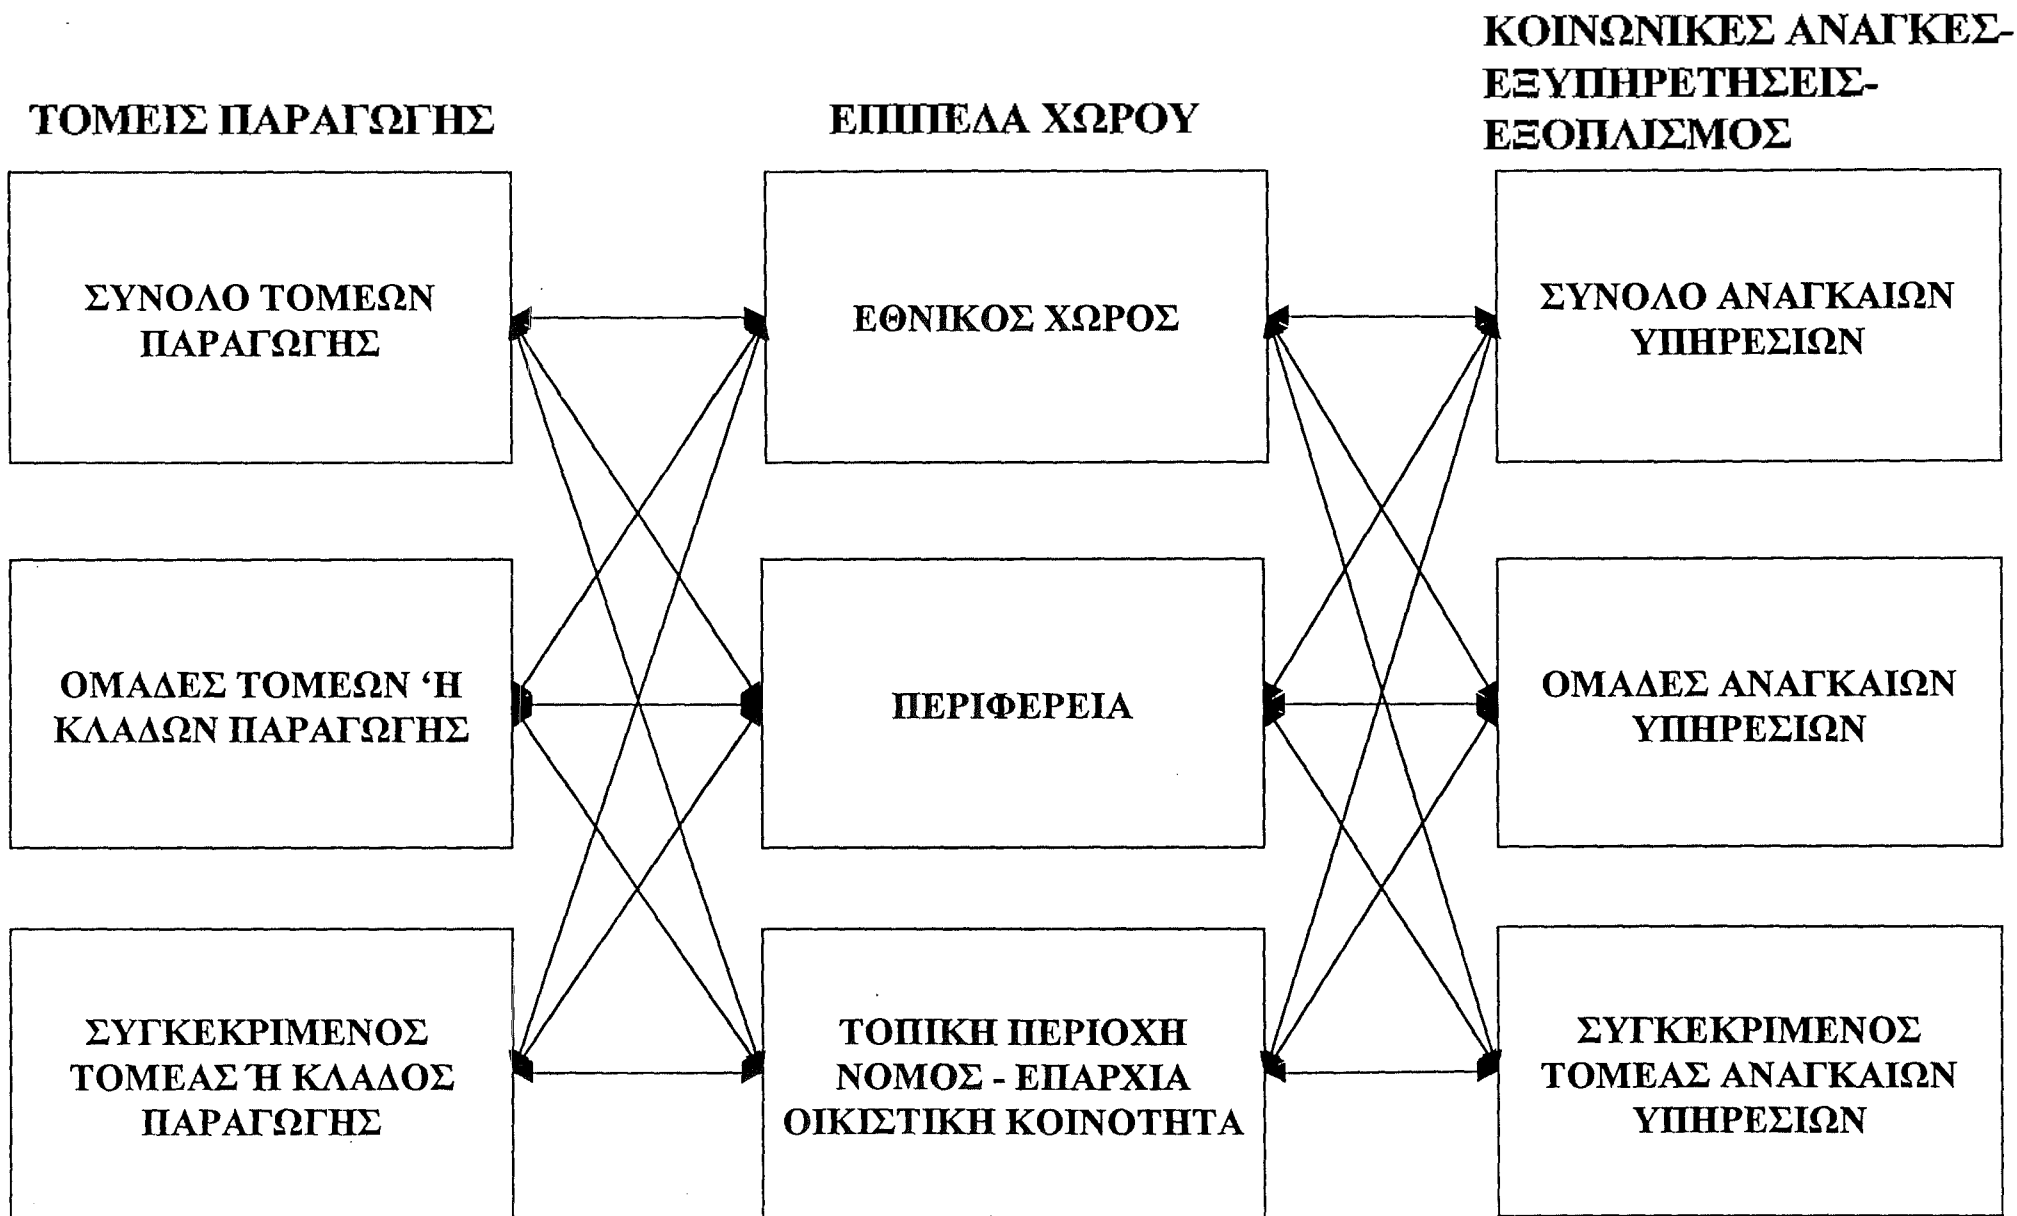 ΤΟΜΕΙΣ ΠΑΡΑΓΩΓΗΣ
ΕΠΙΠΕΔΑ ΧΩΡΟΥ
ΚΟΙΝΩΝΙΚΕΣ ΑΝΑΓΚΕΣ-
ΕΞΥΠΗΡΕΤΗΣΕΙΣ-
ΕΞΟΠΛΙΣΜΟΣ
ΣΥΝΟΛΟ ΤΟΜΕΩΝ
ΠΑΡΑΓΩΓΗΣ
ΕΘΝΙΚΟΣ ΧΩΡΟΣ
ΣΥΝΟΛΟ ΑΝΑΓΚΑΙΩΝ
ΥΠΗΡΕΣΙΩΝ
ΟΜΑΔΕΣ ΤΟΜΕΩΝ ‘Η
ΚΛΑΔΩΝ ΠΑΡΑΓΩΓΗΣ
ΠΕΡΙΦΕΡΕΙΑ
ΟΜΑΔΕΣ ΑΝΑΓΚΑΙΩΝ
ΥΠΗΡΕΣΙΩΝ
ΣΥΓΚΕΚΡΙΜΕΝΟΣ
ΤΟΜΕΑΣ Ή ΚΛΑΔΟΣ
ΠΑΡΑΓΩΓΗΣ
ΤΟΠΙΚΗ ΠΕΡΙΟΧΗ
ΝΟΜΟΣ - ΕΠΑΡΧΙΑ
ΟΙΚΙΣΤΙΚΗ ΚΟΙΝΟΤΗΤΑ
ΣΥΓΚΕΚΡΙΜΕΝΟΣ
ΤΟΜΕΑΣ ΑΝΑΓΚΑΙΩΝ
ΥΠΗΡΕΣΙΩΝ